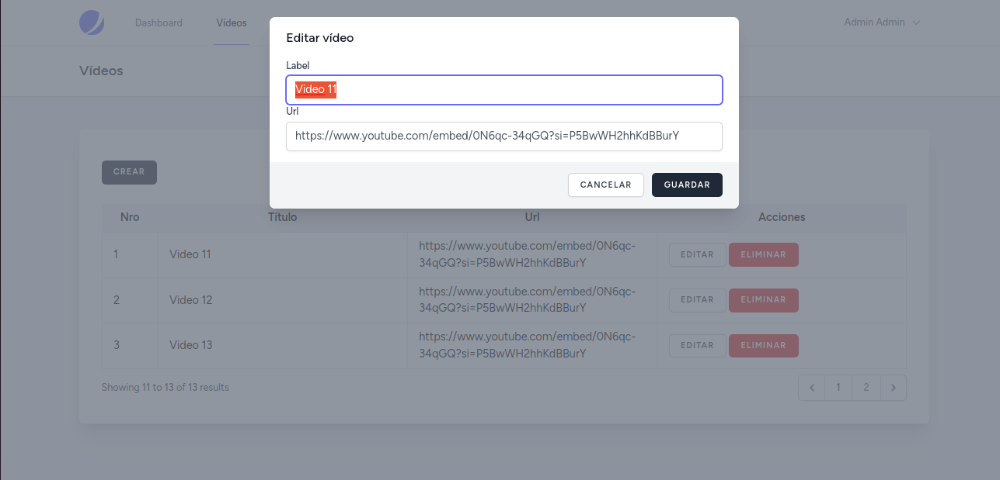 Dashboard Vídeos Admin Admin
Vídeos
Editar vídeo
Label
Video 11
Url
https://www.youtube.com/embed/0N6qc-34qGQ?si=P5BwWH2hhKdBBurY
CANCELAR GUARDAR
CREAR
Nro Título Url Acciones
1 Video 11 https://www.youtube.com/embed/0N6qc-
34qGQ?si=P5BwWH2hhKdBBurY EDITAR ELIMINAR
2 Video 12 https://www.youtube.com/embed/0N6qc-
34qGQ?si=P5BwWH2hhKdBBurY EDITAR ELIMINAR
3 Video 13 https://www.youtube.com/embed/0N6qc-
34qGQ?si=P5BwWH2hhKdBBurY EDITAR ELIMINAR
Showing 11 to 13 of 13 results 1 2